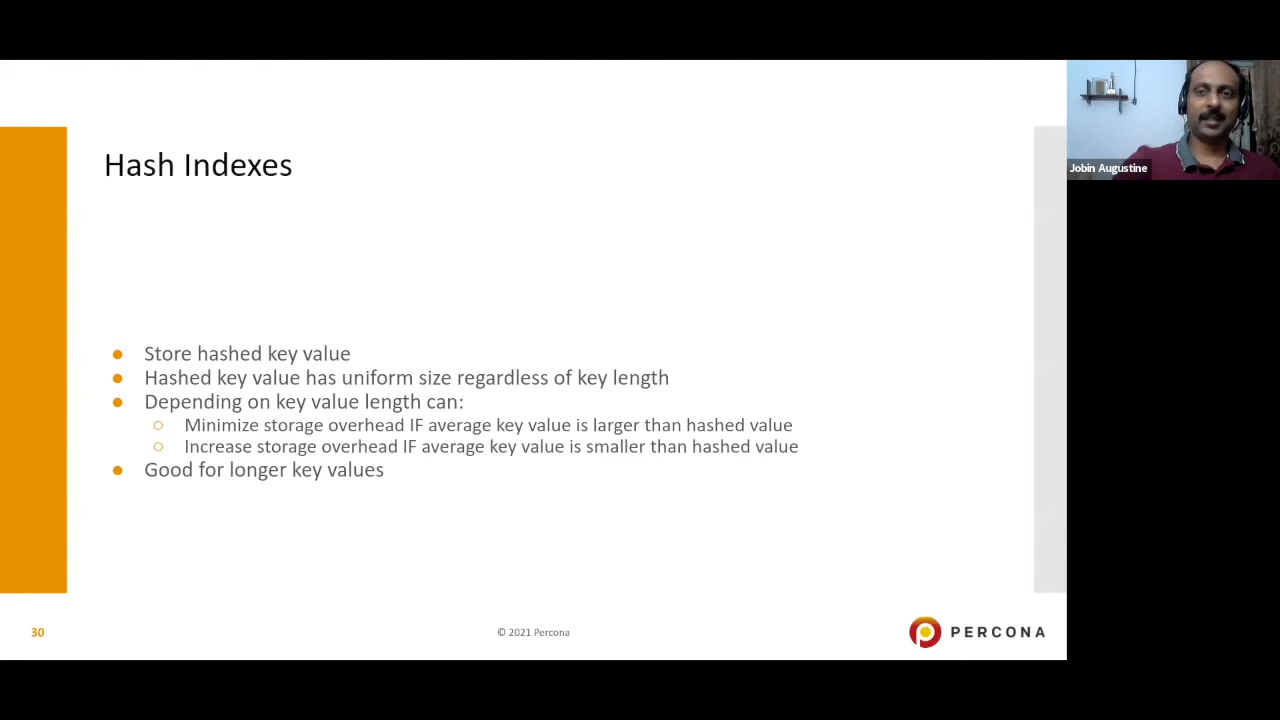 Hash Indexes
● Store hashed key value
● Hashed key value has uniform size regardless of key length
● Depending on key value length can:
○ Minimize storage overhead IF average key value is larger than hashed value
○ Increase storage overhead IF average key value is smaller than hashed value
● Good for longer key values
30
© 2021 Percona
PERCONA
Jobin Augustine